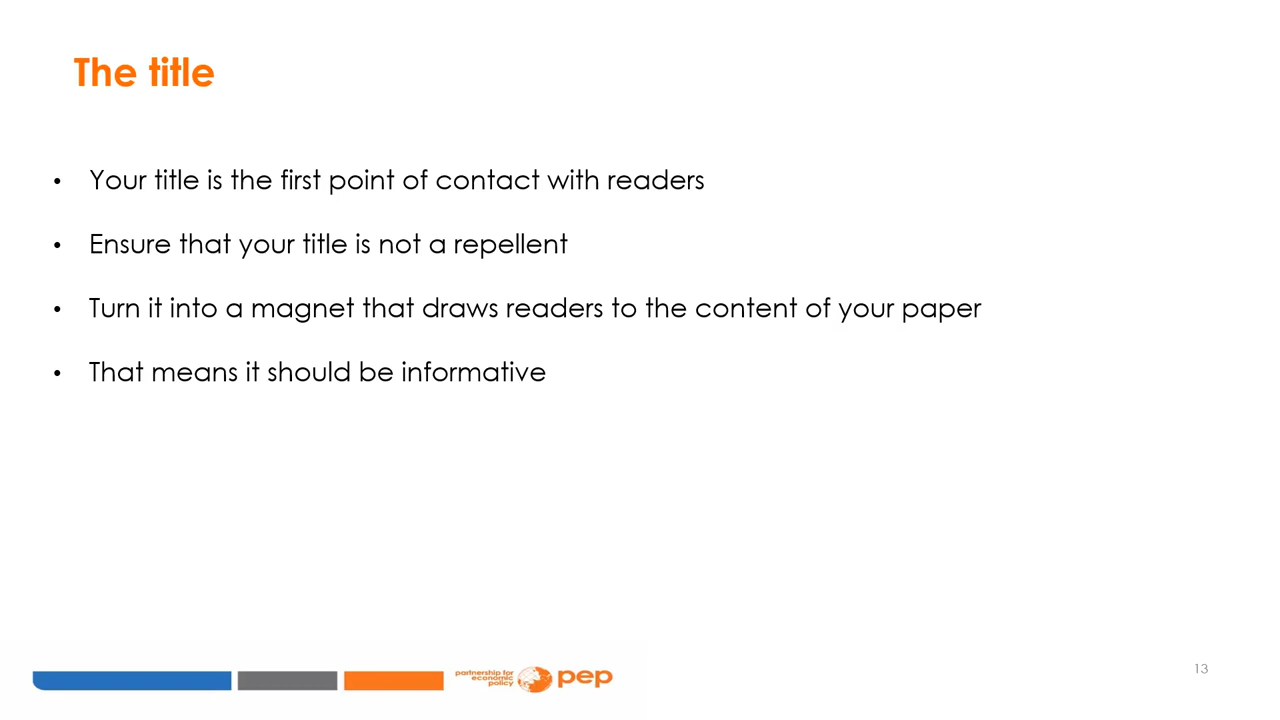 The title
• Your title is the first point of contact with readers
• Ensure that your title is not a repellent
• Turn it into a magnet that draws readers to the content of your paper
• That means it should be informative
partnership for
economic
policy
pep
13